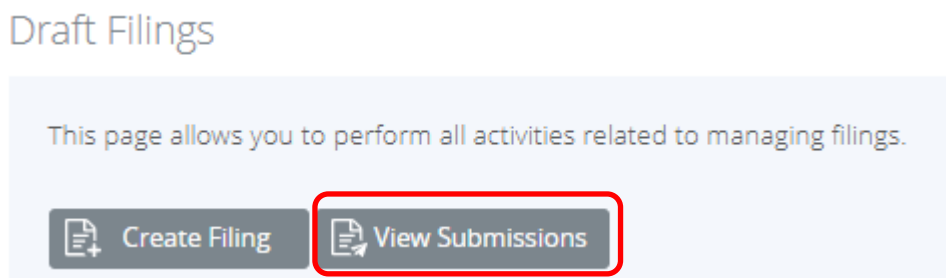 Draft Filings
This page allows you to perform all activities related to managing filings.
Create Filing View Submissions